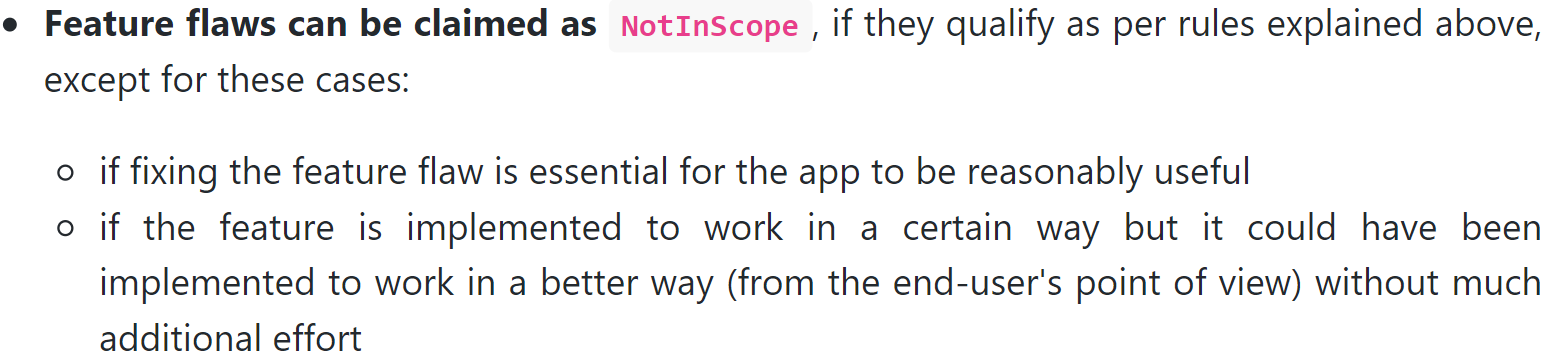 • Feature flaws can be claimed as NotInScope, if they qualify as per rules explained above,
except for these cases:
○ if fixing the feature flaw is essential for the app to be reasonably useful
○ if the feature is implemented to work in a certain way but it could have been
implemented to work in a better way (from the end-user's point of view) without much
additional effort